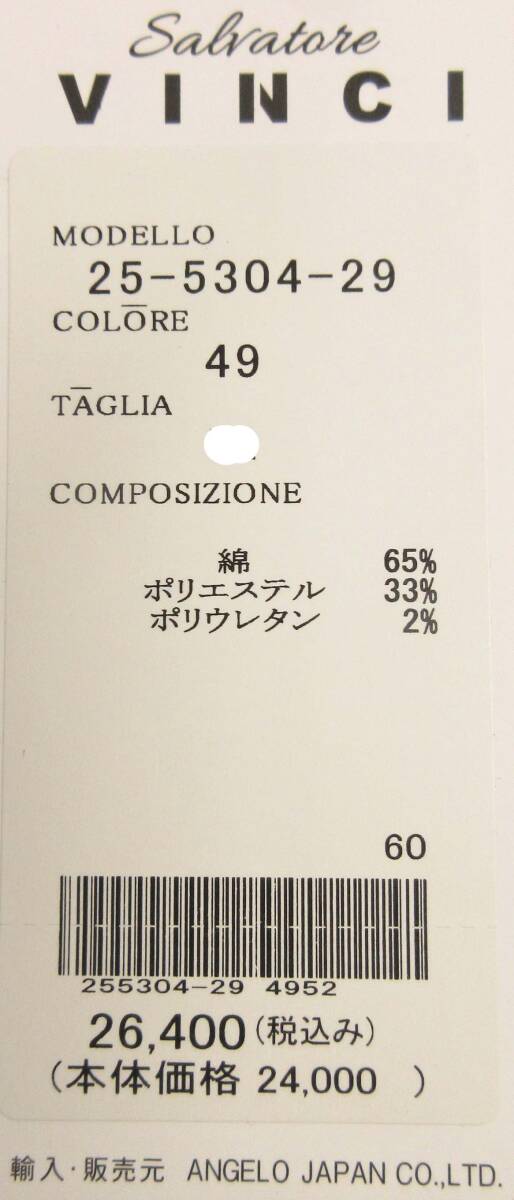 Salvatore
VINCI
MODELLO
25-5304-29
COLORE
49
TAGLIA
COMPOSIZIONE
綿 65%
ポリエステル 33%
ポリウレタン 2%
60
255304-29 4952
26,400(税込み)
(本体価格 24,000 )
輸入・販売元 ANGELO JAPAN CO.,LTD.